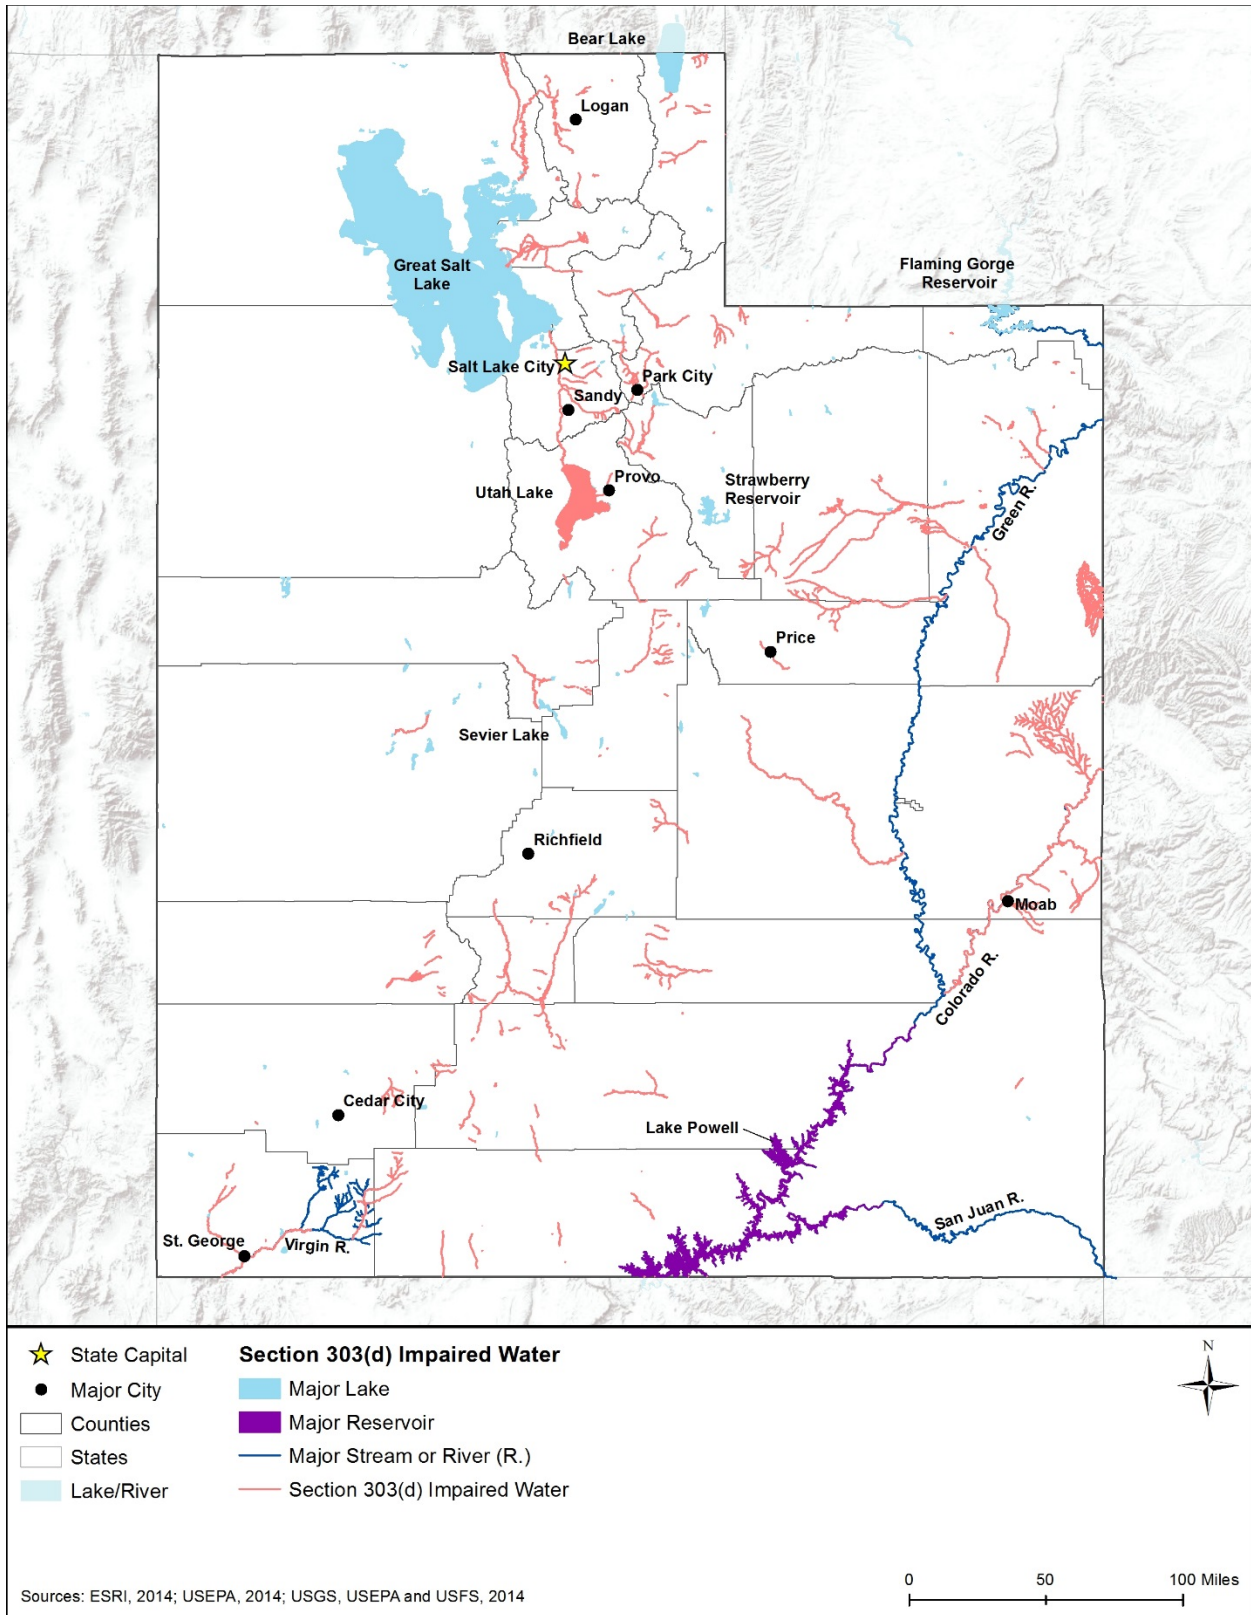 Bear Lake
Logan
Great Salt
Lake
Flaming Gorge
Reservoir
Salt Lake City
Park City
Sandy
Utah Lake
Provo
Strawberry
Reservoir
Green R.
Price
Sevier Lake
Richfield
Moab
Colorado R.
Cedar City
Lake Powell
San Juan R.
St. George
Virgin R.
State Capital
Major City
Counties
States
Lake/River
Section 303(d) Impaired Water
Major Lake
Major Reservoir
Major Stream or River (R.)
Section 303(d) Impaired Water
N
Sources: ESRI, 2014; USEPA, 2014; USGS, USEPA and USFS, 2014
0 50 100 Miles